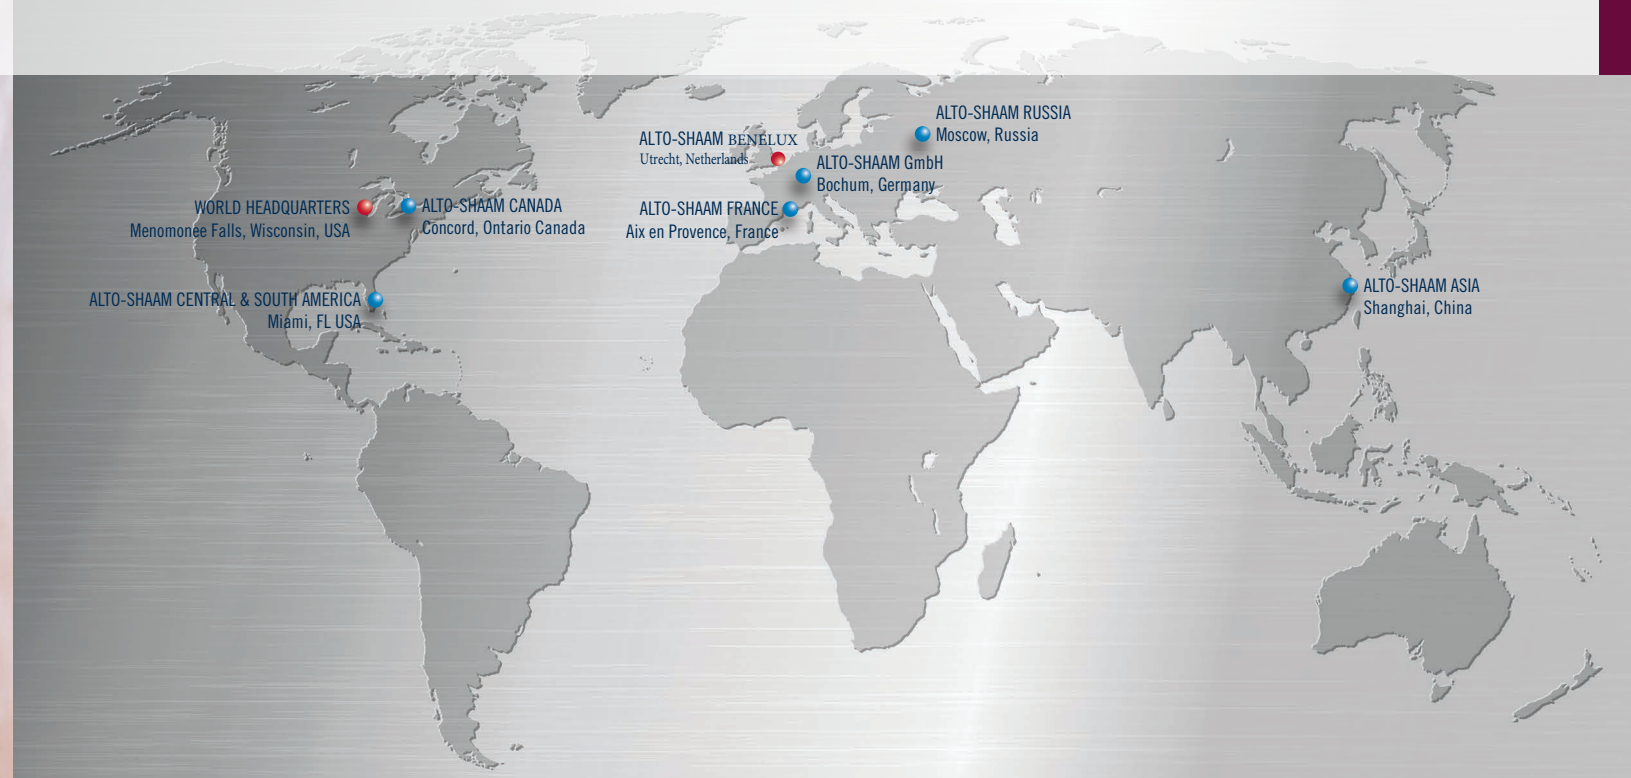 ALTO-SHAAM RUSSIA
Moscow, Russia
ALTO-SHAAM BENELUX
Utrecht, Netherlands
ALTO-SHAAM GmbH
Bochum, Germany
WORLD HEADQUARTERS
Menomonee Falls, Wisconsin, USA
ALTO-SHAAM CANADA
Concord, Ontario Canada
ALTO-SHAAM FRANCE
Aix en Provence, France
ALTO-SHAAM CENTRAL & SOUTH AMERICA
Miami, FL USA
ALTO-SHAAM ASIA
Shanghai, China